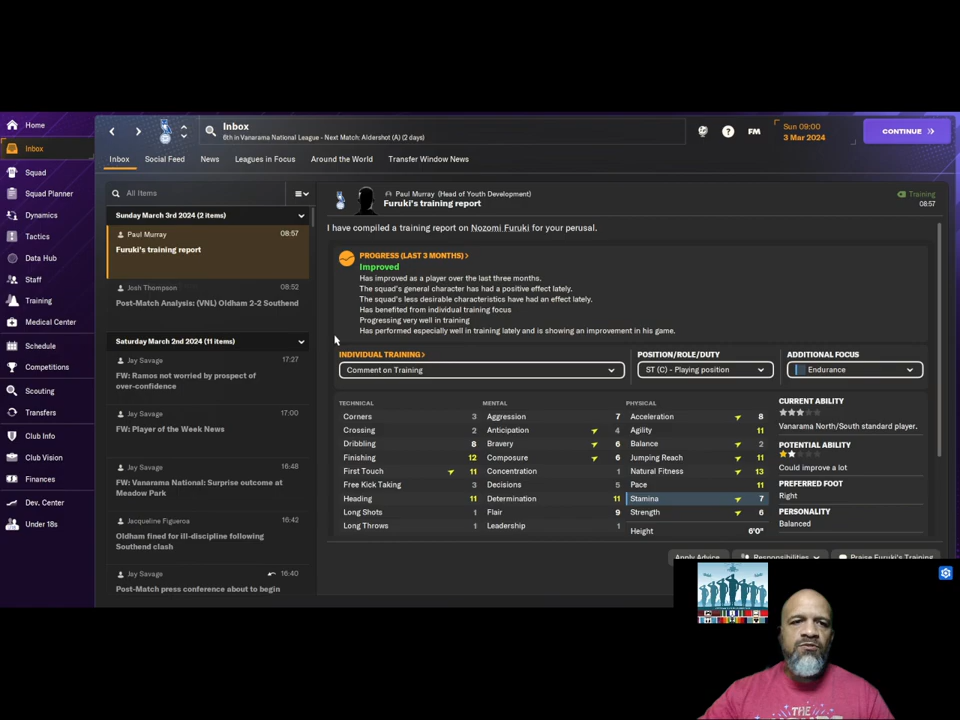 Home
Inbox
Squad
Squad Planner
Dynamics
Tactics
Data Hub
Staff
Training
Medical Center
Schedule
Competitions
Scouting
Transfers
Club Info
Club Vision
Finances
Dev. Center
Under 18s
Inbox
6th in Vanarama National League - Next Match: Aldershot (A) (2 days)
?
FM
Sun 09:00
3 Mar 2024
CONTINUE
Inbox
Social Feed
News
Leagues in Focus
Around the World
Transfer Window News
All Items
Sunday March 3rd 2024 (2 items)
Paul Murray 08:57
Furuki's training report
Josh Thompson 08:52
Post-Match Analysis: (VNL) Oldham 2-2 Southend
Saturday March 2nd 2024 (11 items)
Jay Savage 17:27
FW: Ramos not worried by prospect of
over-confidence
Jay Savage 17:00
FW: Player of the Week News
Jay Savage 16:48
FW: Vanarama National: Surprise outcome at
Meadow Park
Jacqueline Figueroa 16:42
Oldham fined for ill-discipline following
Southend clash
Jay Savage 16:40
Post-Match press conference about to begin
Paul Murray (Head of Youth Development)
Furuki's training report
Training
08:57
I have compiled a training report on Nozomi Furuki for your perusal.
PROGRESS (LAST 3 MONTHS)
Improved
Has improved as a player over the last three months.
The squad's general character has had a positive effect lately.
The squad's less desirable characteristics have had an effect lately.
Has benefited from individual training focus
Progressing very well in training
Has performed especially well in training lately and is showing an improvement in his game.
INDIVIDUAL TRAINING
Comment on Training
POSITION/ROLE/DUTY
ST (C) - Playing position
ADDITIONAL FOCUS
Endurance
TECHNICAL
Corners 3
Crossing 2
Dribbling 8
Finishing 12
First Touch 11
Free Kick Taking 3
Heading 11
Long Shots 1
Long Throws 1
MENTAL
Aggression 7
Anticipation 4
Bravery 6
Composure 6
Concentration 1
Decisions 5
Determination 11
Flair 9
Leadership 1
PHYSICAL
Acceleration 8
Agility 11
Balance 2
Jumping Reach 11
Natural Fitness 13
Pace 11
Stamina 7
Strength 6
Height 6'0"
CURRENT ABILITY
Vanarama North/South standard player.
POTENTIAL ABILITY
Could improve a lot
PREFERRED FOOT
Right
PERSONALITY
Balanced
Apply Advice
Responsibilities
Praise Furuki's Training
THE